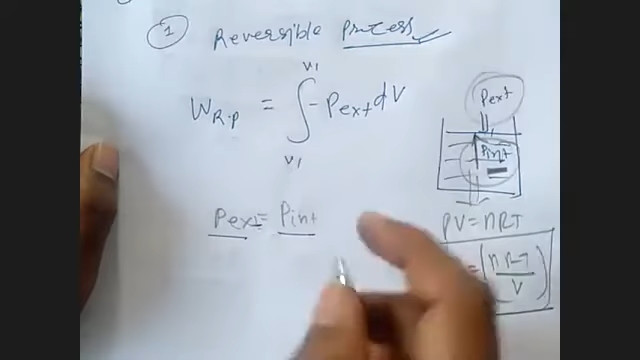 ① Reversible Process
V1
W R.P = ∫ - Pext dV
V1
Pext = Pint
Pext
Pint
PV = nRT
= (nRT / V)